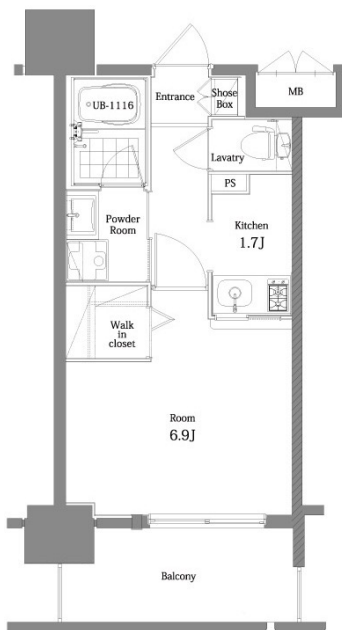 Entrance
Shose
Box
MB
UB-1116
Lavatry
PS
Powder
Room
Kitchen
1.7J
Walk
in
closet
Room
6.9J
Balcony